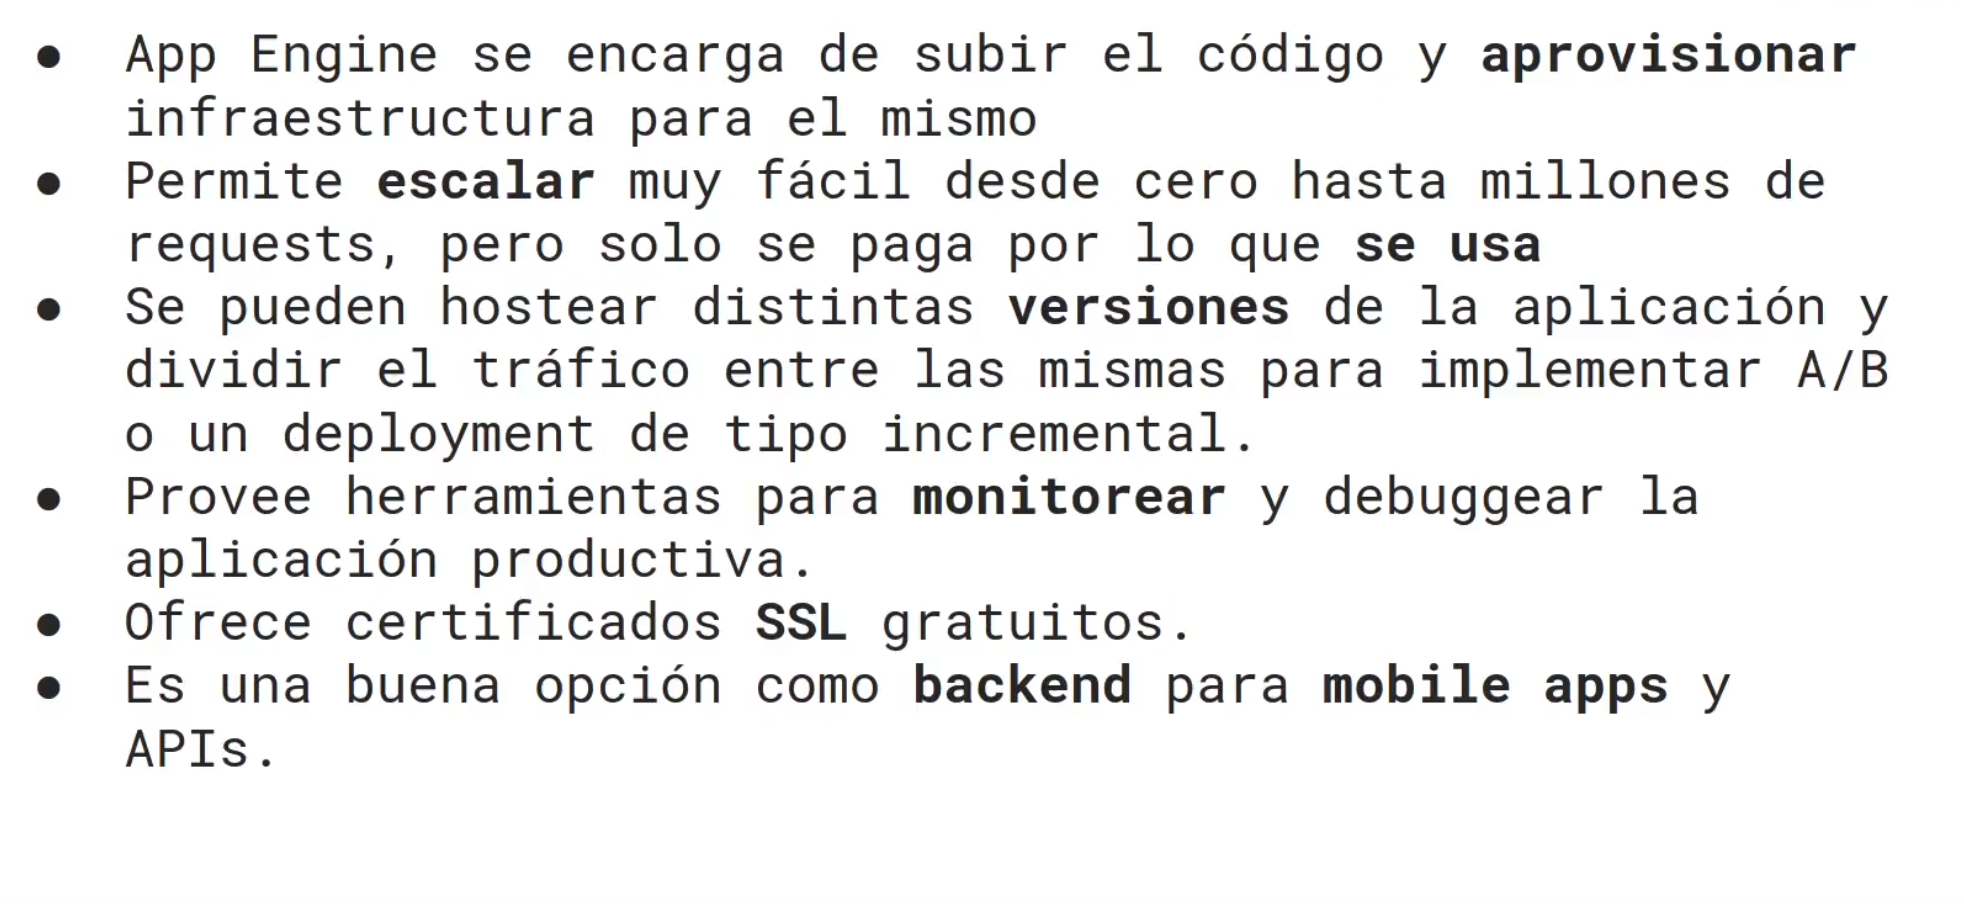 ● App Engine se encarga de subir el código y aprovisionar
infraestructura para el mismo
● Permite escalar muy fácil desde cero hasta millones de
requests, pero solo se paga por lo que se usa
● Se pueden hostear distintas versiones de la aplicación y
dividir el tráfico entre las mismas para implementar A/B
o un deployment de tipo incremental.
● Provee herramientas para monitorear y debuggear la
aplicación productiva.
● Ofrece certificados SSL gratuitos.
● Es una buena opción como backend para mobile apps y
APIs.